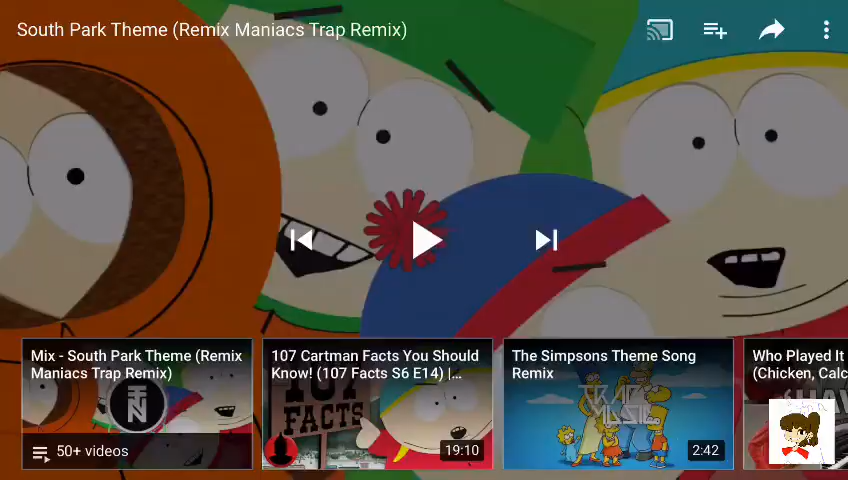 South Park Theme (Remix Maniacs Trap Remix)
Mix - South Park Theme (Remix
Maniacs Trap Remix)
50+ videos
107 Cartman Facts You Should
Know! (107 Facts S6 E14) |...
107
FACTS
19:10
The Simpsons Theme Song
Remix
TRAP
MUSIC
2:42
Who Played It
(Chicken, Calc